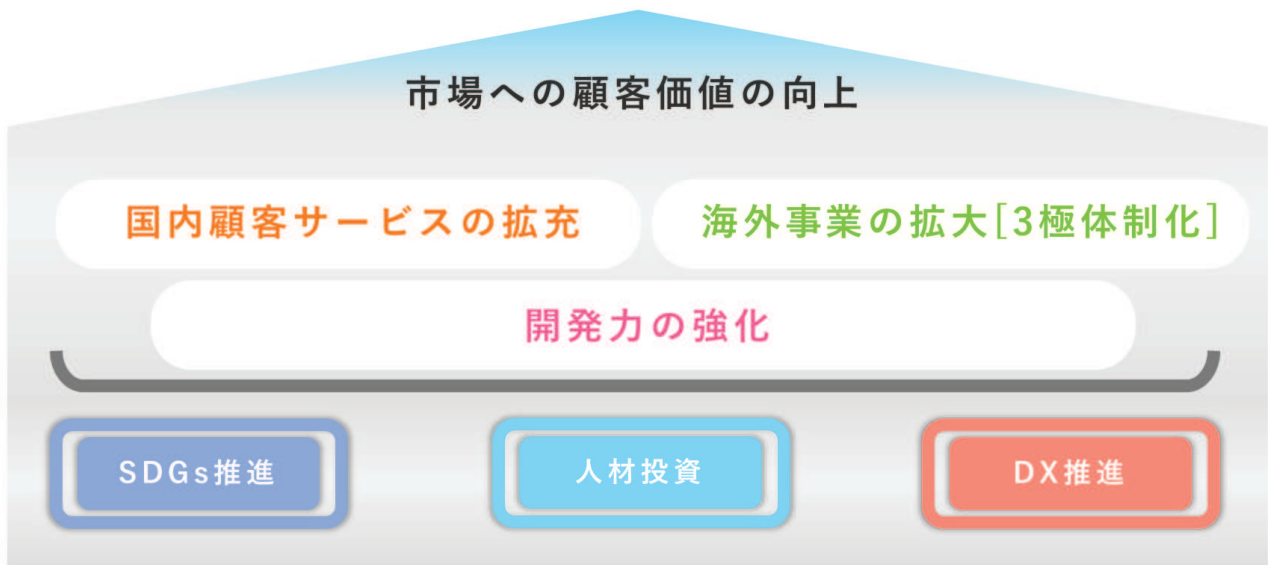 市場への顧客価値の向上
国内顧客サービスの拡充
海外事業の拡大[3極体制化]
開発力の強化
SDGs推進
人材投資
DX推進